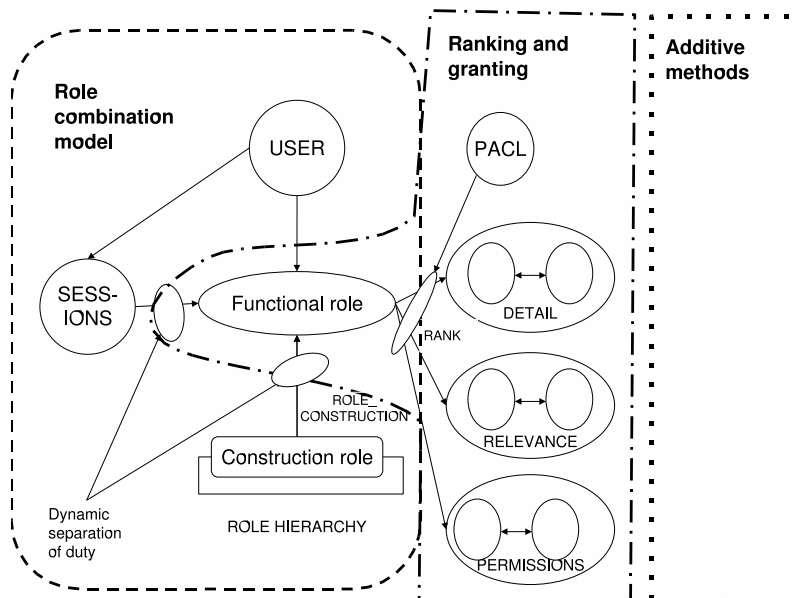 Role
combination
model
USER
SESS-
IONS
Functional role
ROLE_
CONSTRUCTION
Construction role
ROLE HIERARCHY
Dynamic
separation
of duty
Ranking and
granting
PACL
DETAIL
RANK
RELEVANCE
PERMISSIONS
Additive
methods